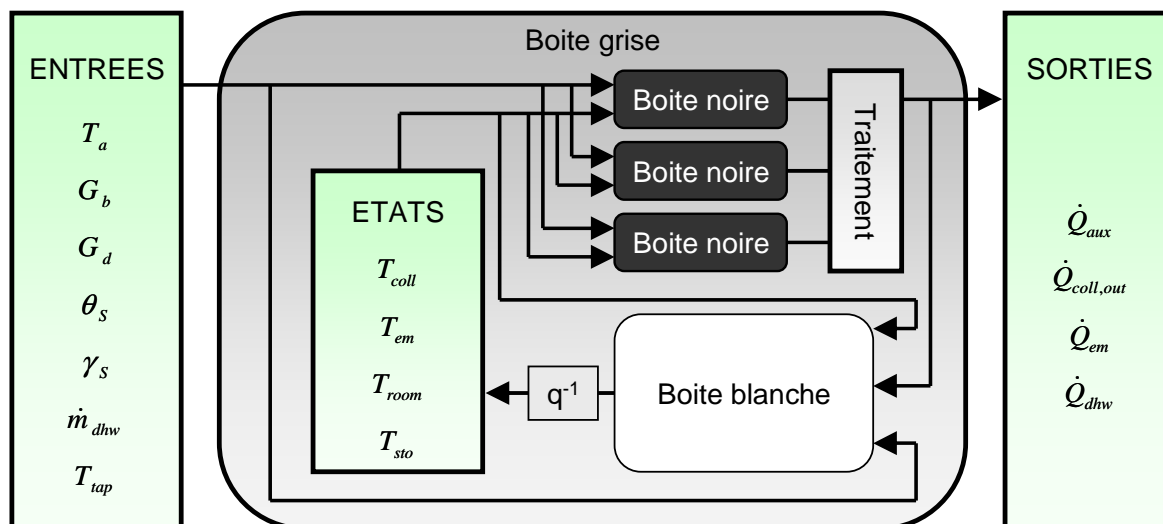 ENTREES
T_a
G_b
G_d
θ_S
γ_S
ṁ_dhw
T_tap
Boite grise
Boite noire
Boite noire
Boite noire
Traitement
ETATS
T_coll
T_em
T_room
T_sto
q⁻¹
Boite blanche
SORTIES
Q̇_aux
Q̇_coll,out
Q̇_em
Q̇_dhw